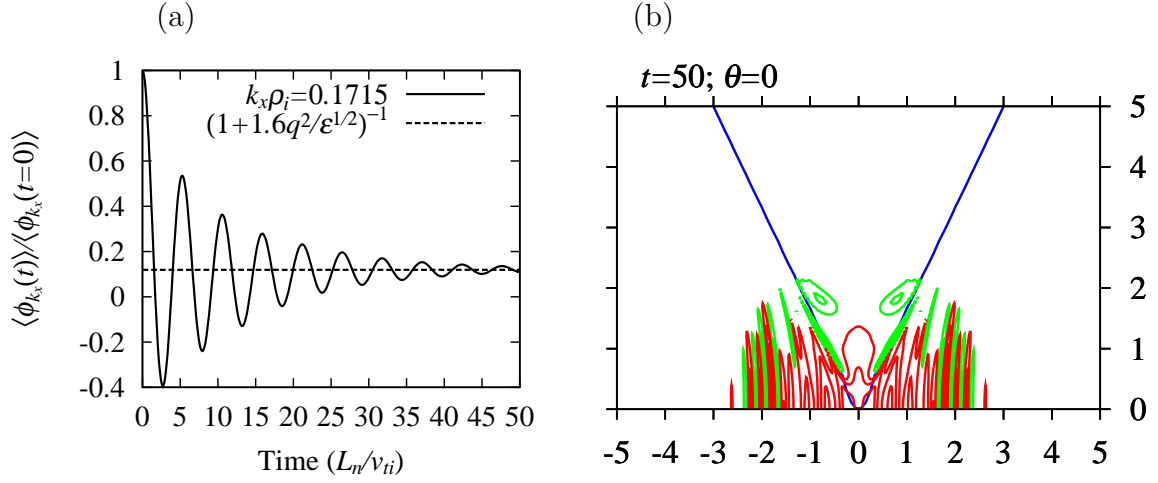 (a)
1
0.8
0.6
0.4
0.2
0
-0.2
-0.4
0 5 10 15 20 25 30 35 40 45 50
⟨ϕ_{k_x}(t)⟩/⟨ϕ_{k_x}(t=0)⟩
Time (L_n/v_{ti})
k_xρ_i=0.1715
(1+1.6q²/ε^{1/2})^{−1}
(b)
t=50; θ=0
5
4
3
2
1
0
-5 -4 -3 -2 -1 0 1 2 3 4 5